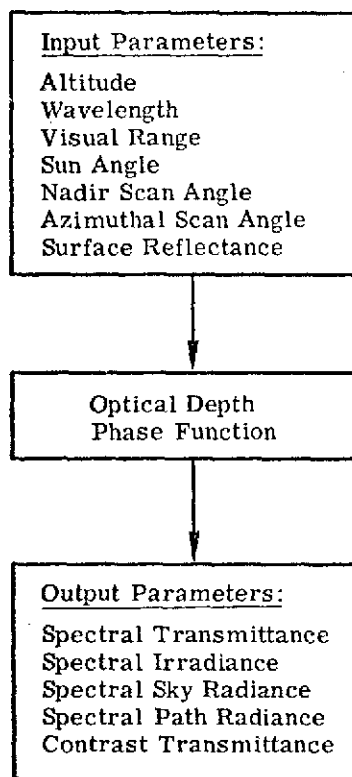 Input Parameters:
Altitude
Wavelength
Visual Range
Sun Angle
Nadir Scan Angle
Azimuthal Scan Angle
Surface Reflectance
Optical Depth
Phase Function
Output Parameters:
Spectral Transmittance
Spectral Irradiance
Spectral Sky Radiance
Spectral Path Radiance
Contrast Transmittance